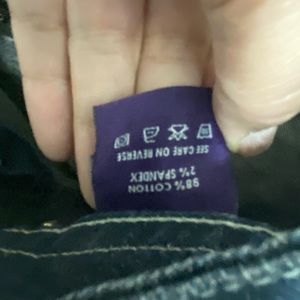 98% COTTON
2% SPANDEX
SEE CARE ON REVERSE